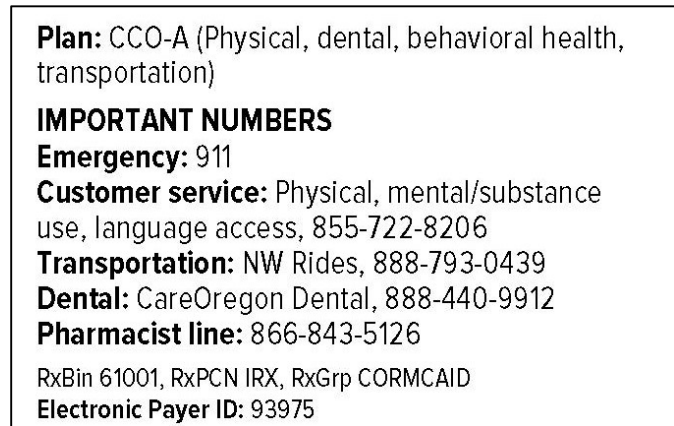 Plan: CCO-A (Physical, dental, behavioral health,
transportation)
IMPORTANT NUMBERS
Emergency: 911
Customer service: Physical, mental/substance
use, language access, 855-722-8206
Transportation: NW Rides, 888-793-0439
Dental: CareOregon Dental, 888-440-9912
Pharmacist line: 866-843-5126
RxBin 61001, RxPCN IRX, RxGrp CORMCAID
Electronic Payer ID: 93975